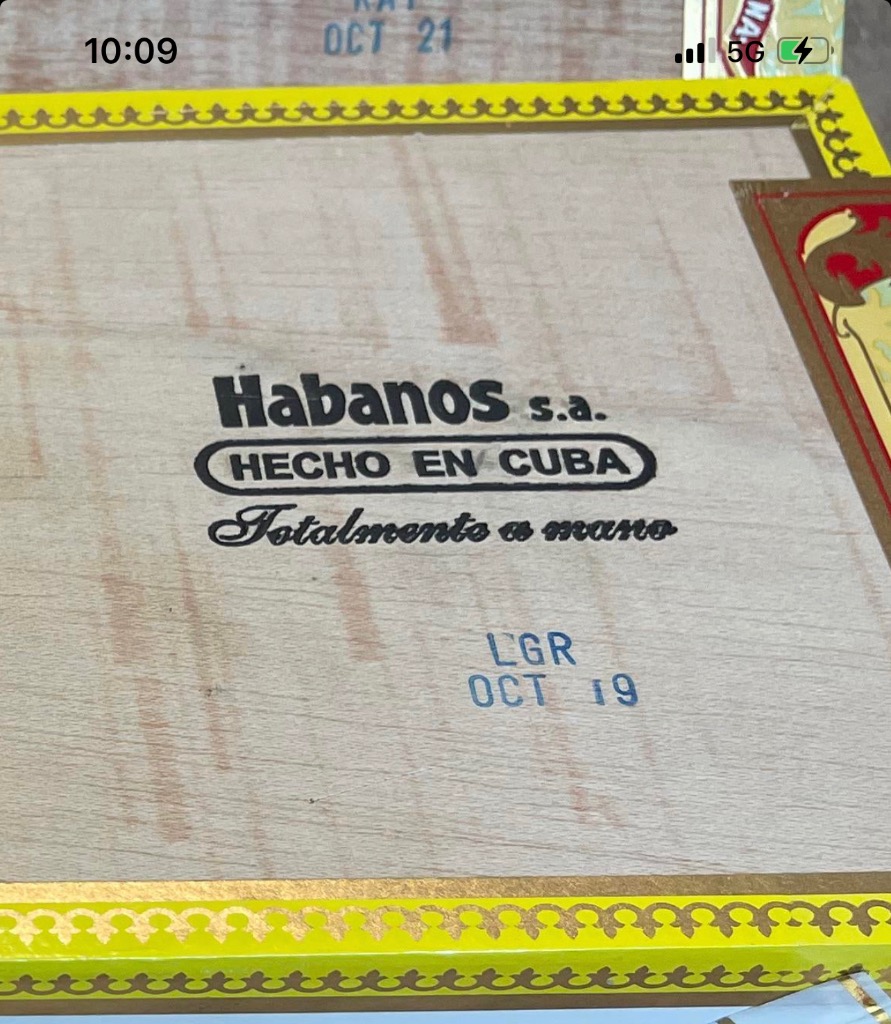 10:09 5G
OCT 21
Habanos s.a.
HECHO EN CUBA
Totalmente a mano
LGR
OCT 19